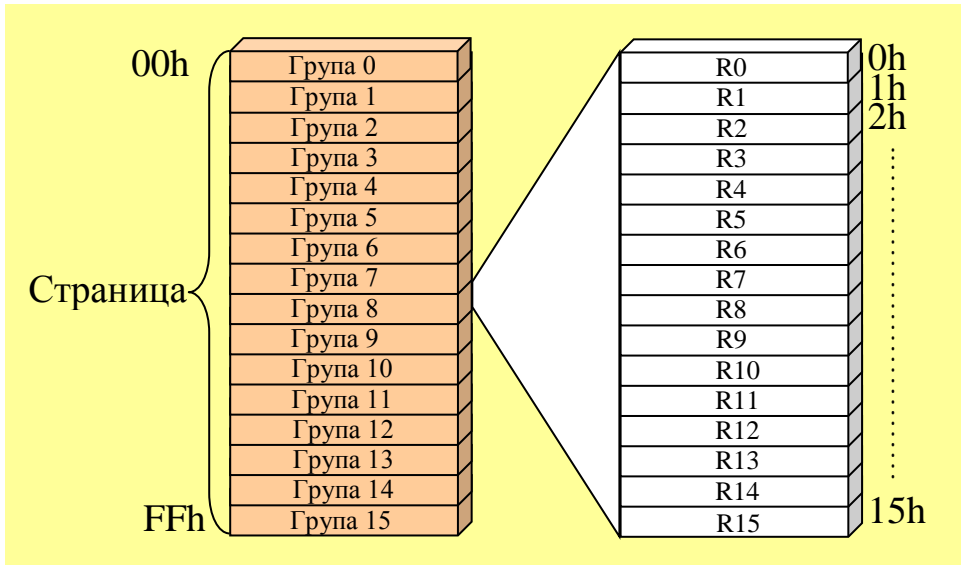 00h
Група 0
Група 1
Група 2
Група 3
Група 4
Група 5
Група 6
Група 7
Група 8
Група 9
Група 10
Група 11
Група 12
Група 13
Група 14
Група 15
Страница
FFh
R0
R1
R2
R3
R4
R5
R6
R7
R8
R9
R10
R11
R12
R13
R14
R15
0h
1h
2h
15h